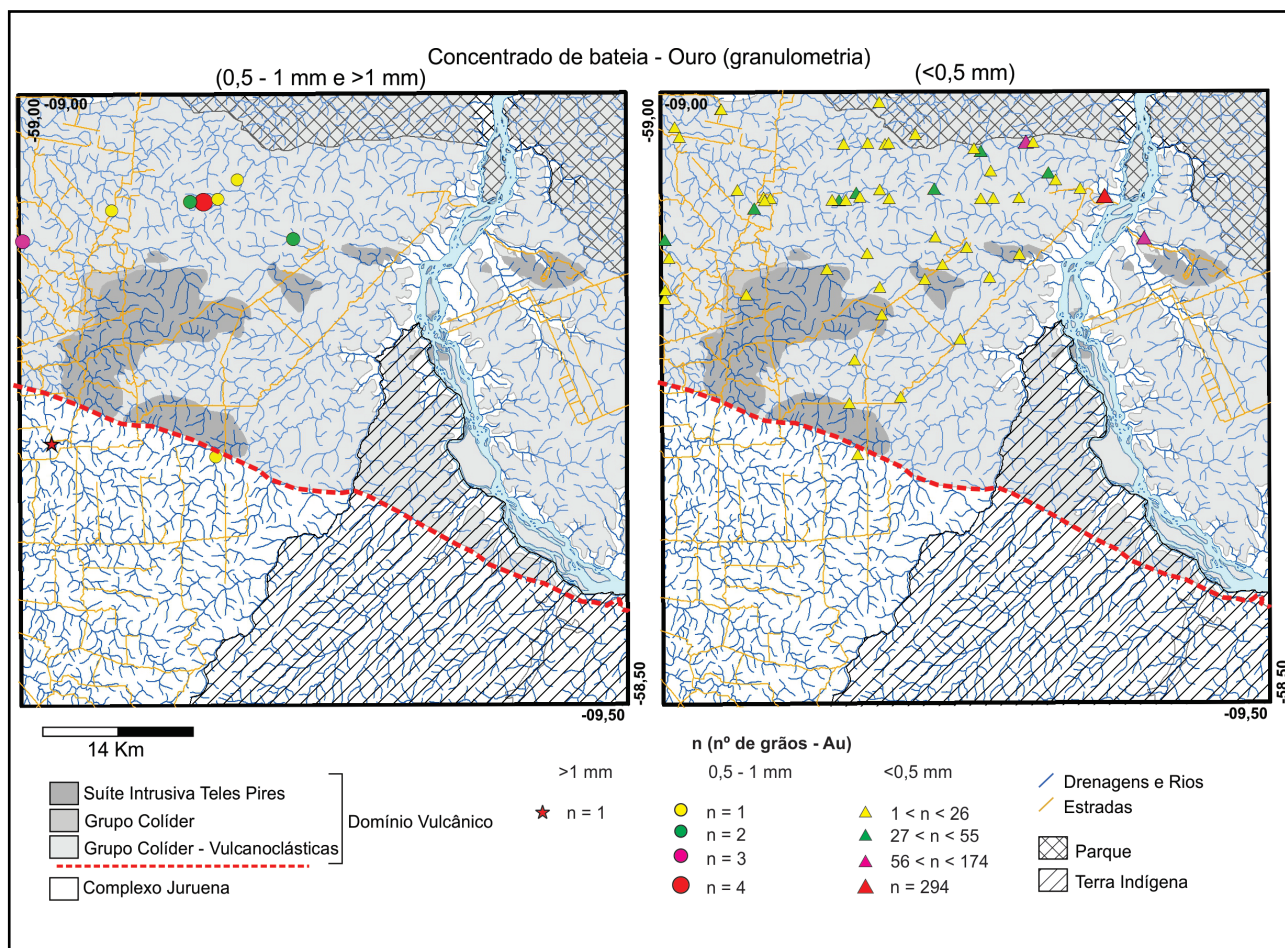 Concentrado de bateia - Ouro (granulometria)
(0,5 - 1 mm e >1 mm)
(<0,5 mm)
-09,00
-59,00
-09,00
-59,00
-58,50
-09,50
-58,50
-09,50
14 Km
Suíte Intrusiva Teles Pires
Grupo Colíder
Grupo Colíder - Vulcanoclásticas
Domínio Vulcânico
Complexo Juruena
>1 mm
n = 1
n (nº de grãos - Au)
0,5 - 1 mm
n = 1
n = 2
n = 3
n = 4
<0,5 mm
1 < n < 26
27 < n < 55
56 < n < 174
n = 294
Drenagens e Rios
Estradas
Parque
Terra Indígena